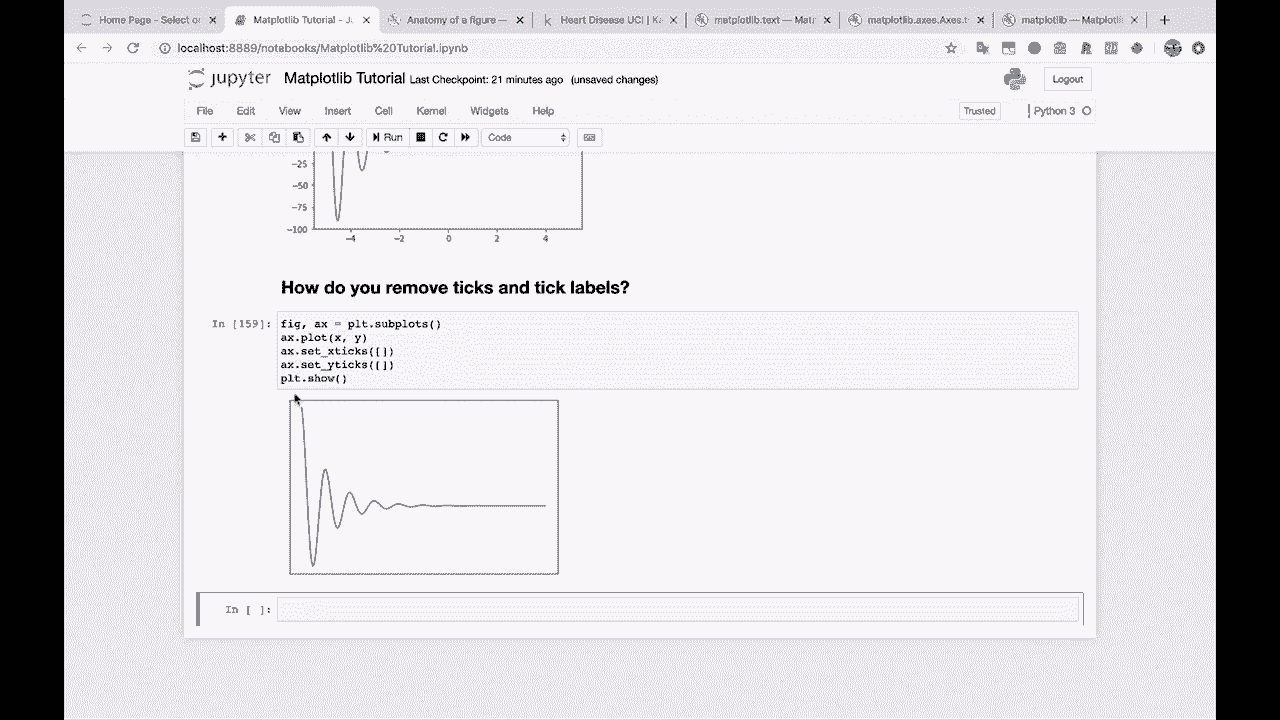 Home Page - Select o
Matplotlib Tutorial - J
Anatomy of a figure —
Heart Disease UCI | K
matplotlib.text — Mat
matplotlib.axes.Axes.t
matplotlib — Matplotli
localhost:8889/notebooks/Matplotlib%20Tutorial.ipynb
jupyter Matplotlib Tutorial Last Checkpoint: 21 minutes ago (unsaved changes)
Logout
File Edit View Insert Cell Kernel Widgets Help
Trusted
Python 3
Run
Code
−25
−50
−75
−100
−4 −2 0 2 4
How do you remove ticks and tick labels?
In [159]:
fig, ax = plt.subplots()
ax.plot(x, y)
ax.set_xticks([])
ax.set_yticks([])
plt.show()
In [ ]: